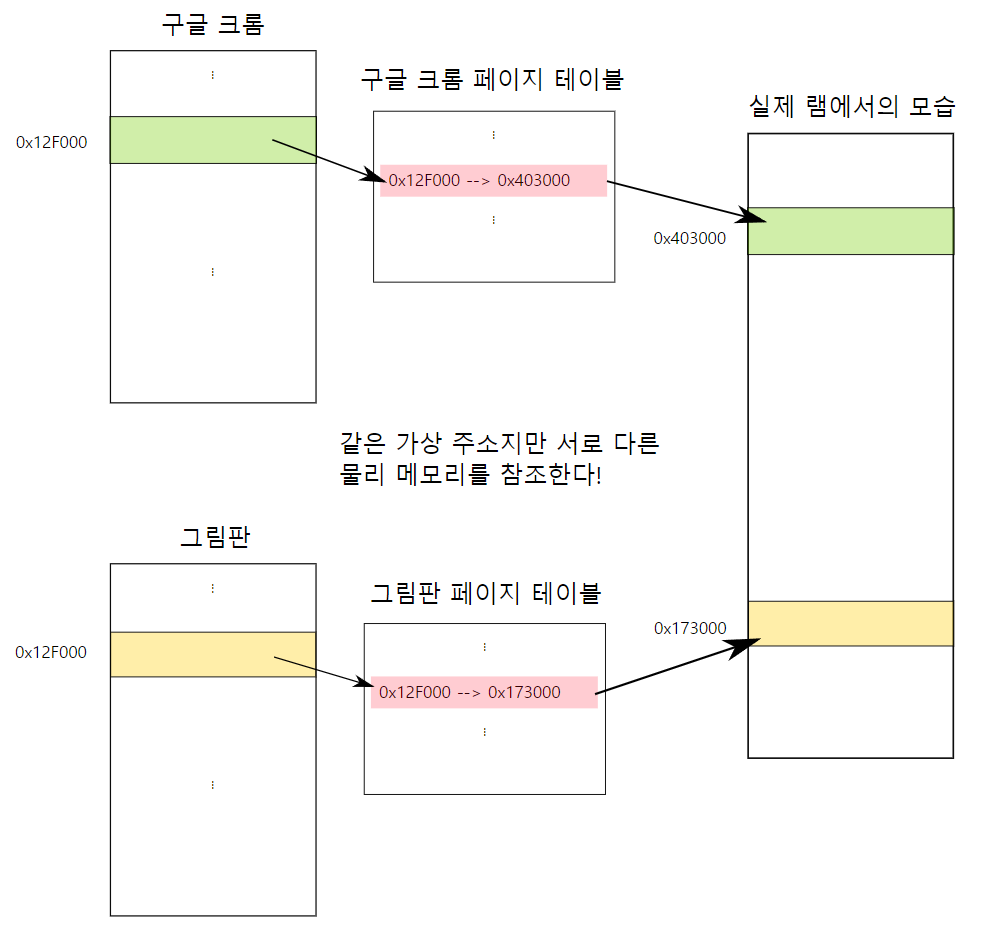 구글 크롬
⋮
0x12F000
⋮
구글 크롬 페이지 테이블
⋮
0x12F000 --> 0x403000
⋮
실제 램에서의 모습
0x403000
같은 가상 주소지만 서로 다른
물리 메모리를 참조한다!
그림판
⋮
0x12F000
⋮
그림판 페이지 테이블
⋮
0x12F000 --> 0x173000
⋮
0x173000